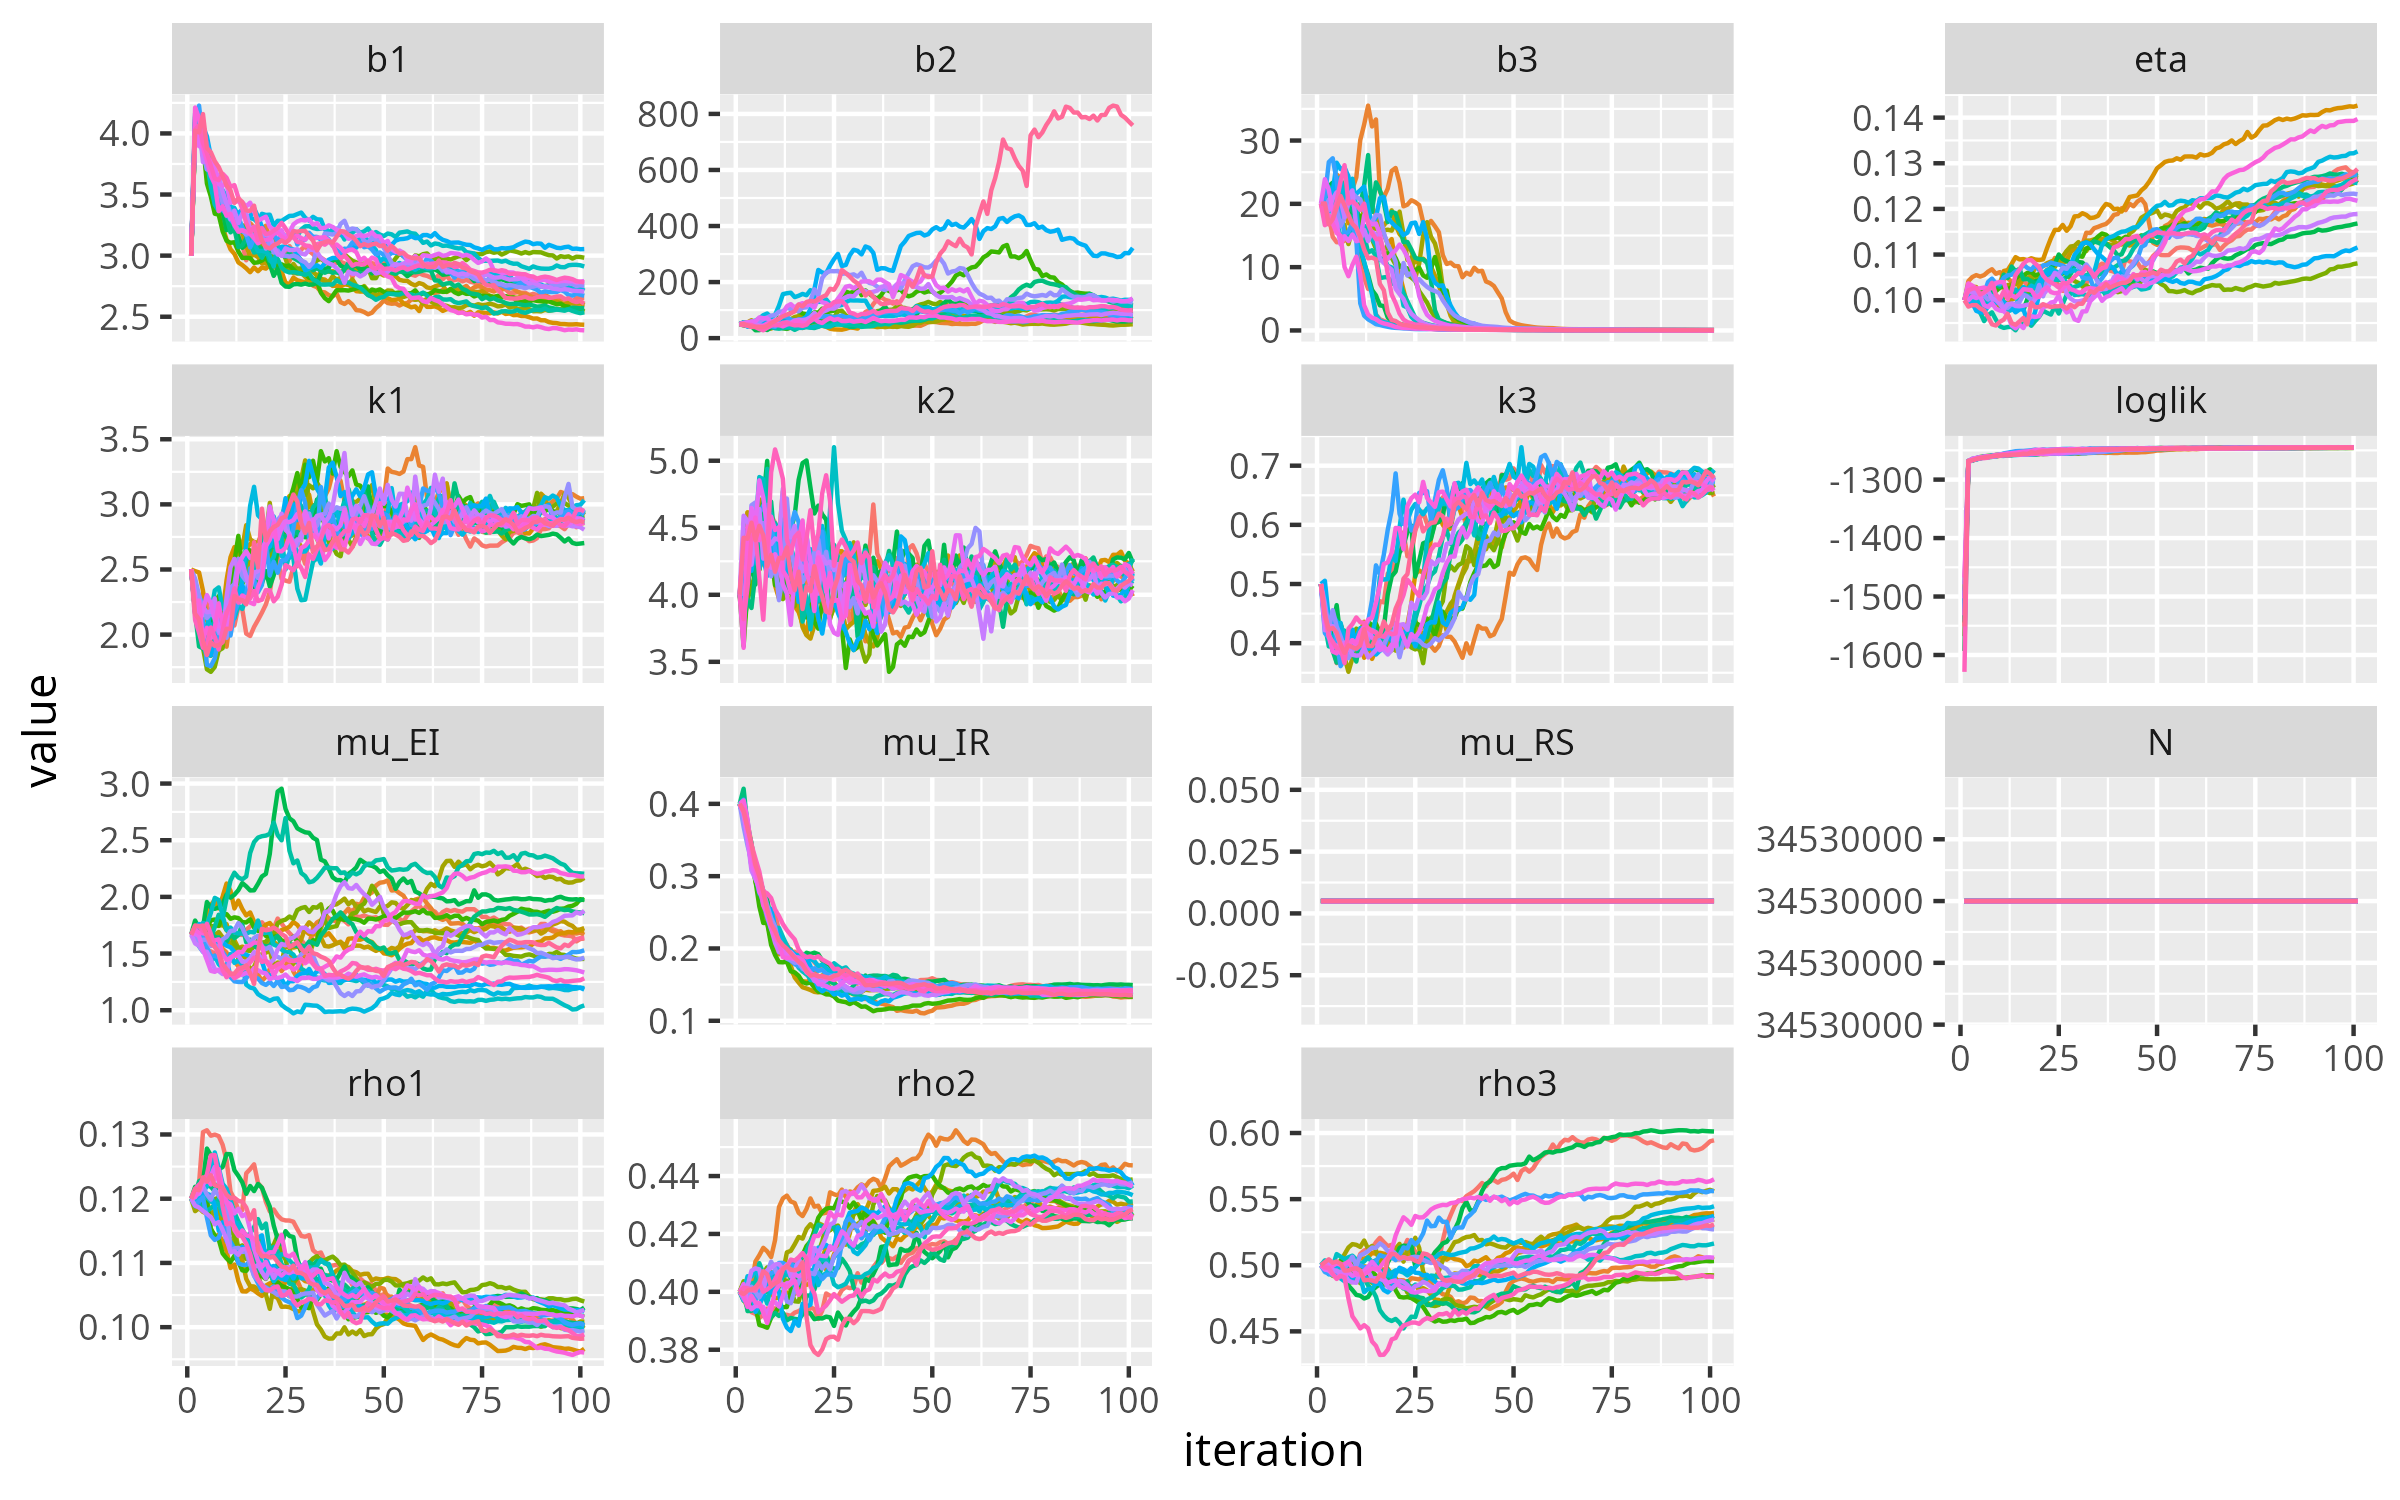 b1 b2 b3 eta
4.0 800 30 0.14
3.5 600 20 0.13
3.0 400 10 0.12
2.5 200 0 0.11
0 0.10
k1 k2 k3 loglik
3.5 5.0 0.7 -1300
3.0 4.5 0.6 -1400
2.5 4.0 0.5 -1500
2.0 3.5 0.4 -1600
value
mu_EI mu_IR mu_RS N
3.0 0.4 0.050 34530000
2.5 0.3 0.025 34530000
2.0 0.2 0.000 34530000
1.5 0.1 -0.025 34530000
1.0
0 25 50 75 100
rho1 rho2 rho3
0.13 0.44 0.60
0.12 0.42 0.55
0.11 0.40 0.50
0.10 0.38 0.45
0 25 50 75 100 0 25 50 75 100 0 25 50 75 100
iteration